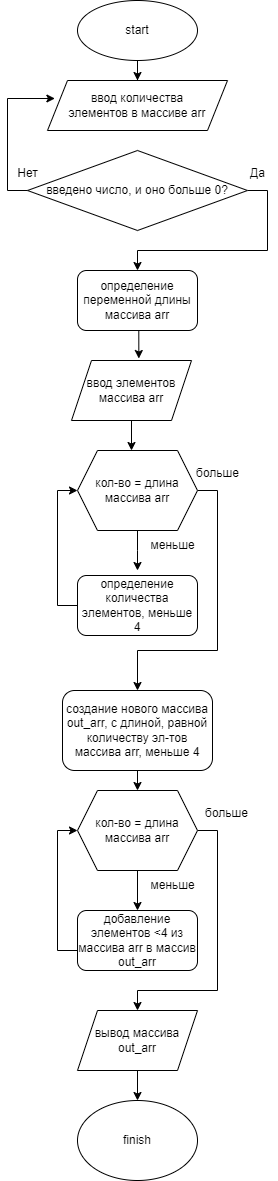 start
ввод количества
элементов в массиве arr
введено число, и оно больше 0?
Нет
Да
определение
переменной длины
массива arr
ввод элементов
массива arr
кол-во = длина
массива arr
больше
меньше
определение
количества
элементов, меньше
4
создание нового массива
out_arr, с длиной, равной
количеству эл-тов
массива arr, меньше 4
кол-во = длина
массива arr
больше
меньше
добавление
элементов <4 из
массива arr в массив
out_arr
вывод массива
out_arr
finish